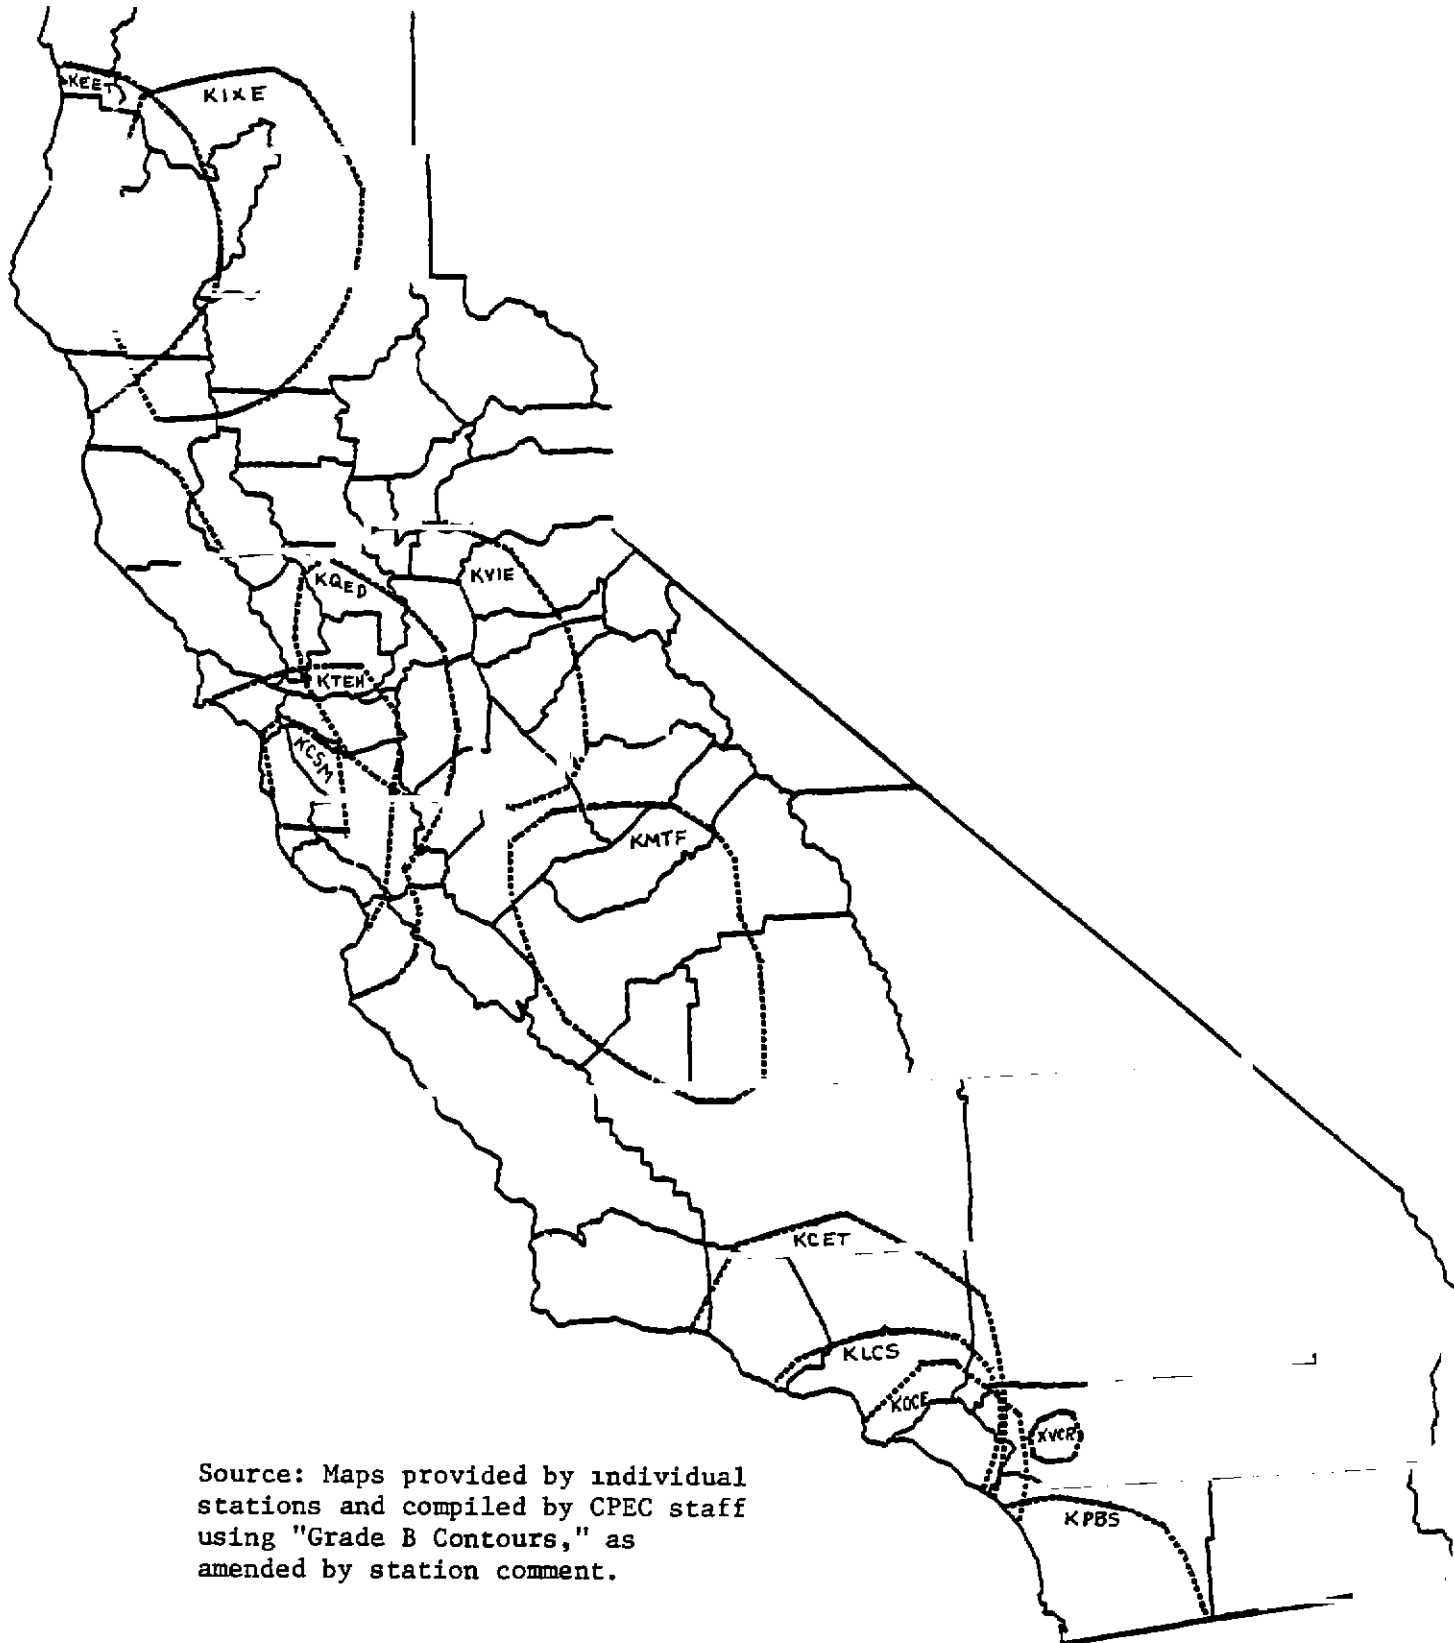 KEET
KIXE
KQED
KVIE
KTEH
KCSM
KMTF
KCET
KLCS
KOCE
KVCR
KPBS
Source: Maps provided by individual
stations and compiled by CPEC staff
using "Grade B Contours," as
amended by station comment.